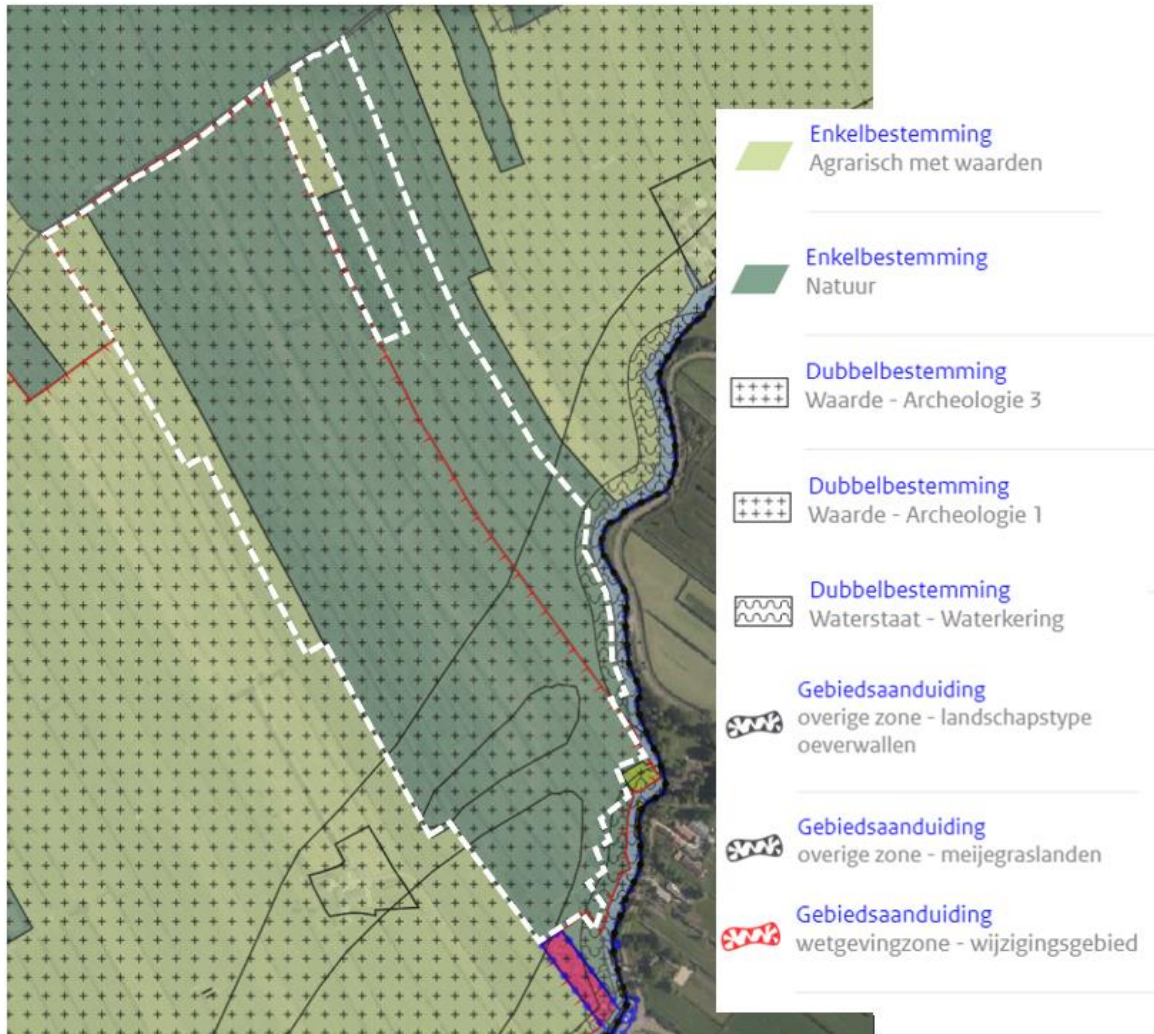 Enkelbestemming
Agrarisch met waarden
Enkelbestemming
Natuur
Dubbelbestemming
Waarde - Archeologie 3
Dubbelbestemming
Waarde - Archeologie 1
Dubbelbestemming
Waterstaat - Waterkering
Gebiedsaanduiding
overige zone - landschapstype
oeverwallen
Gebiedsaanduiding
overige zone - meijegraslanden
Gebiedsaanduiding
wetgevingzone - wijzigingsgebied